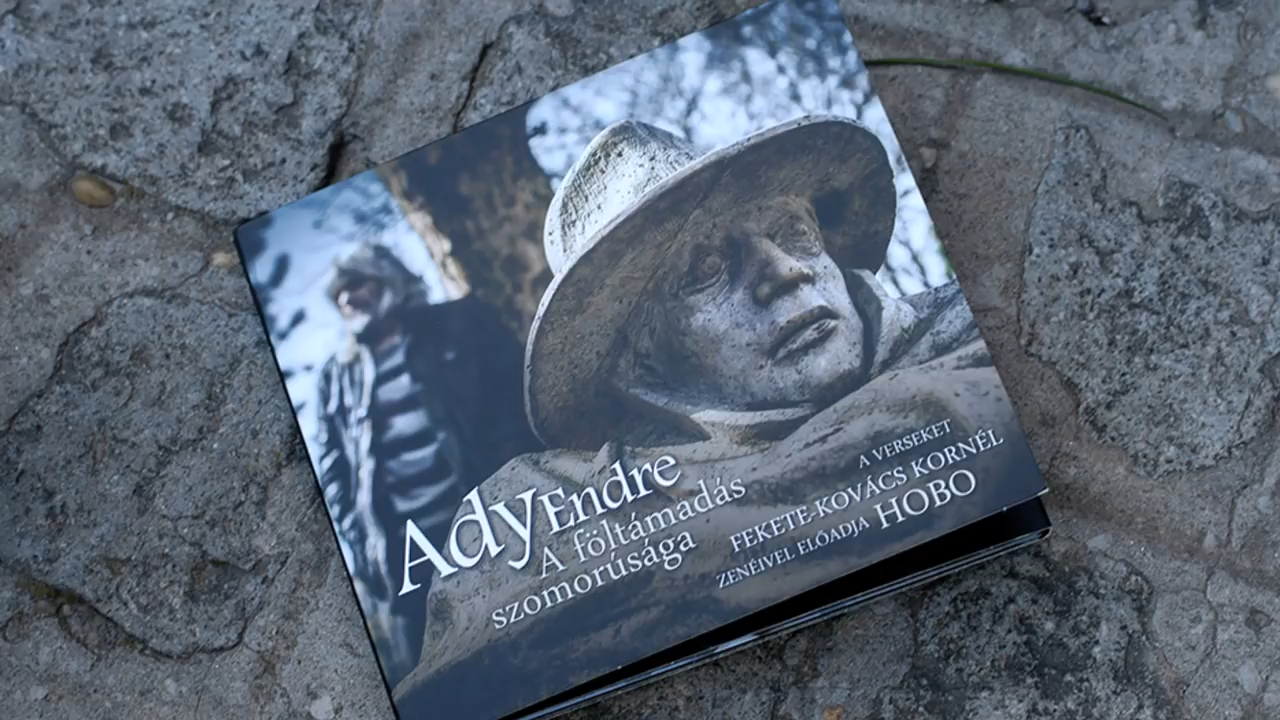 Ady Endre
A föltámadás
szomorúsága
A VERSEKET
FEKETE-KOVÁCS KORNÉL
ZENÉIVEL ELŐADJA HOBO